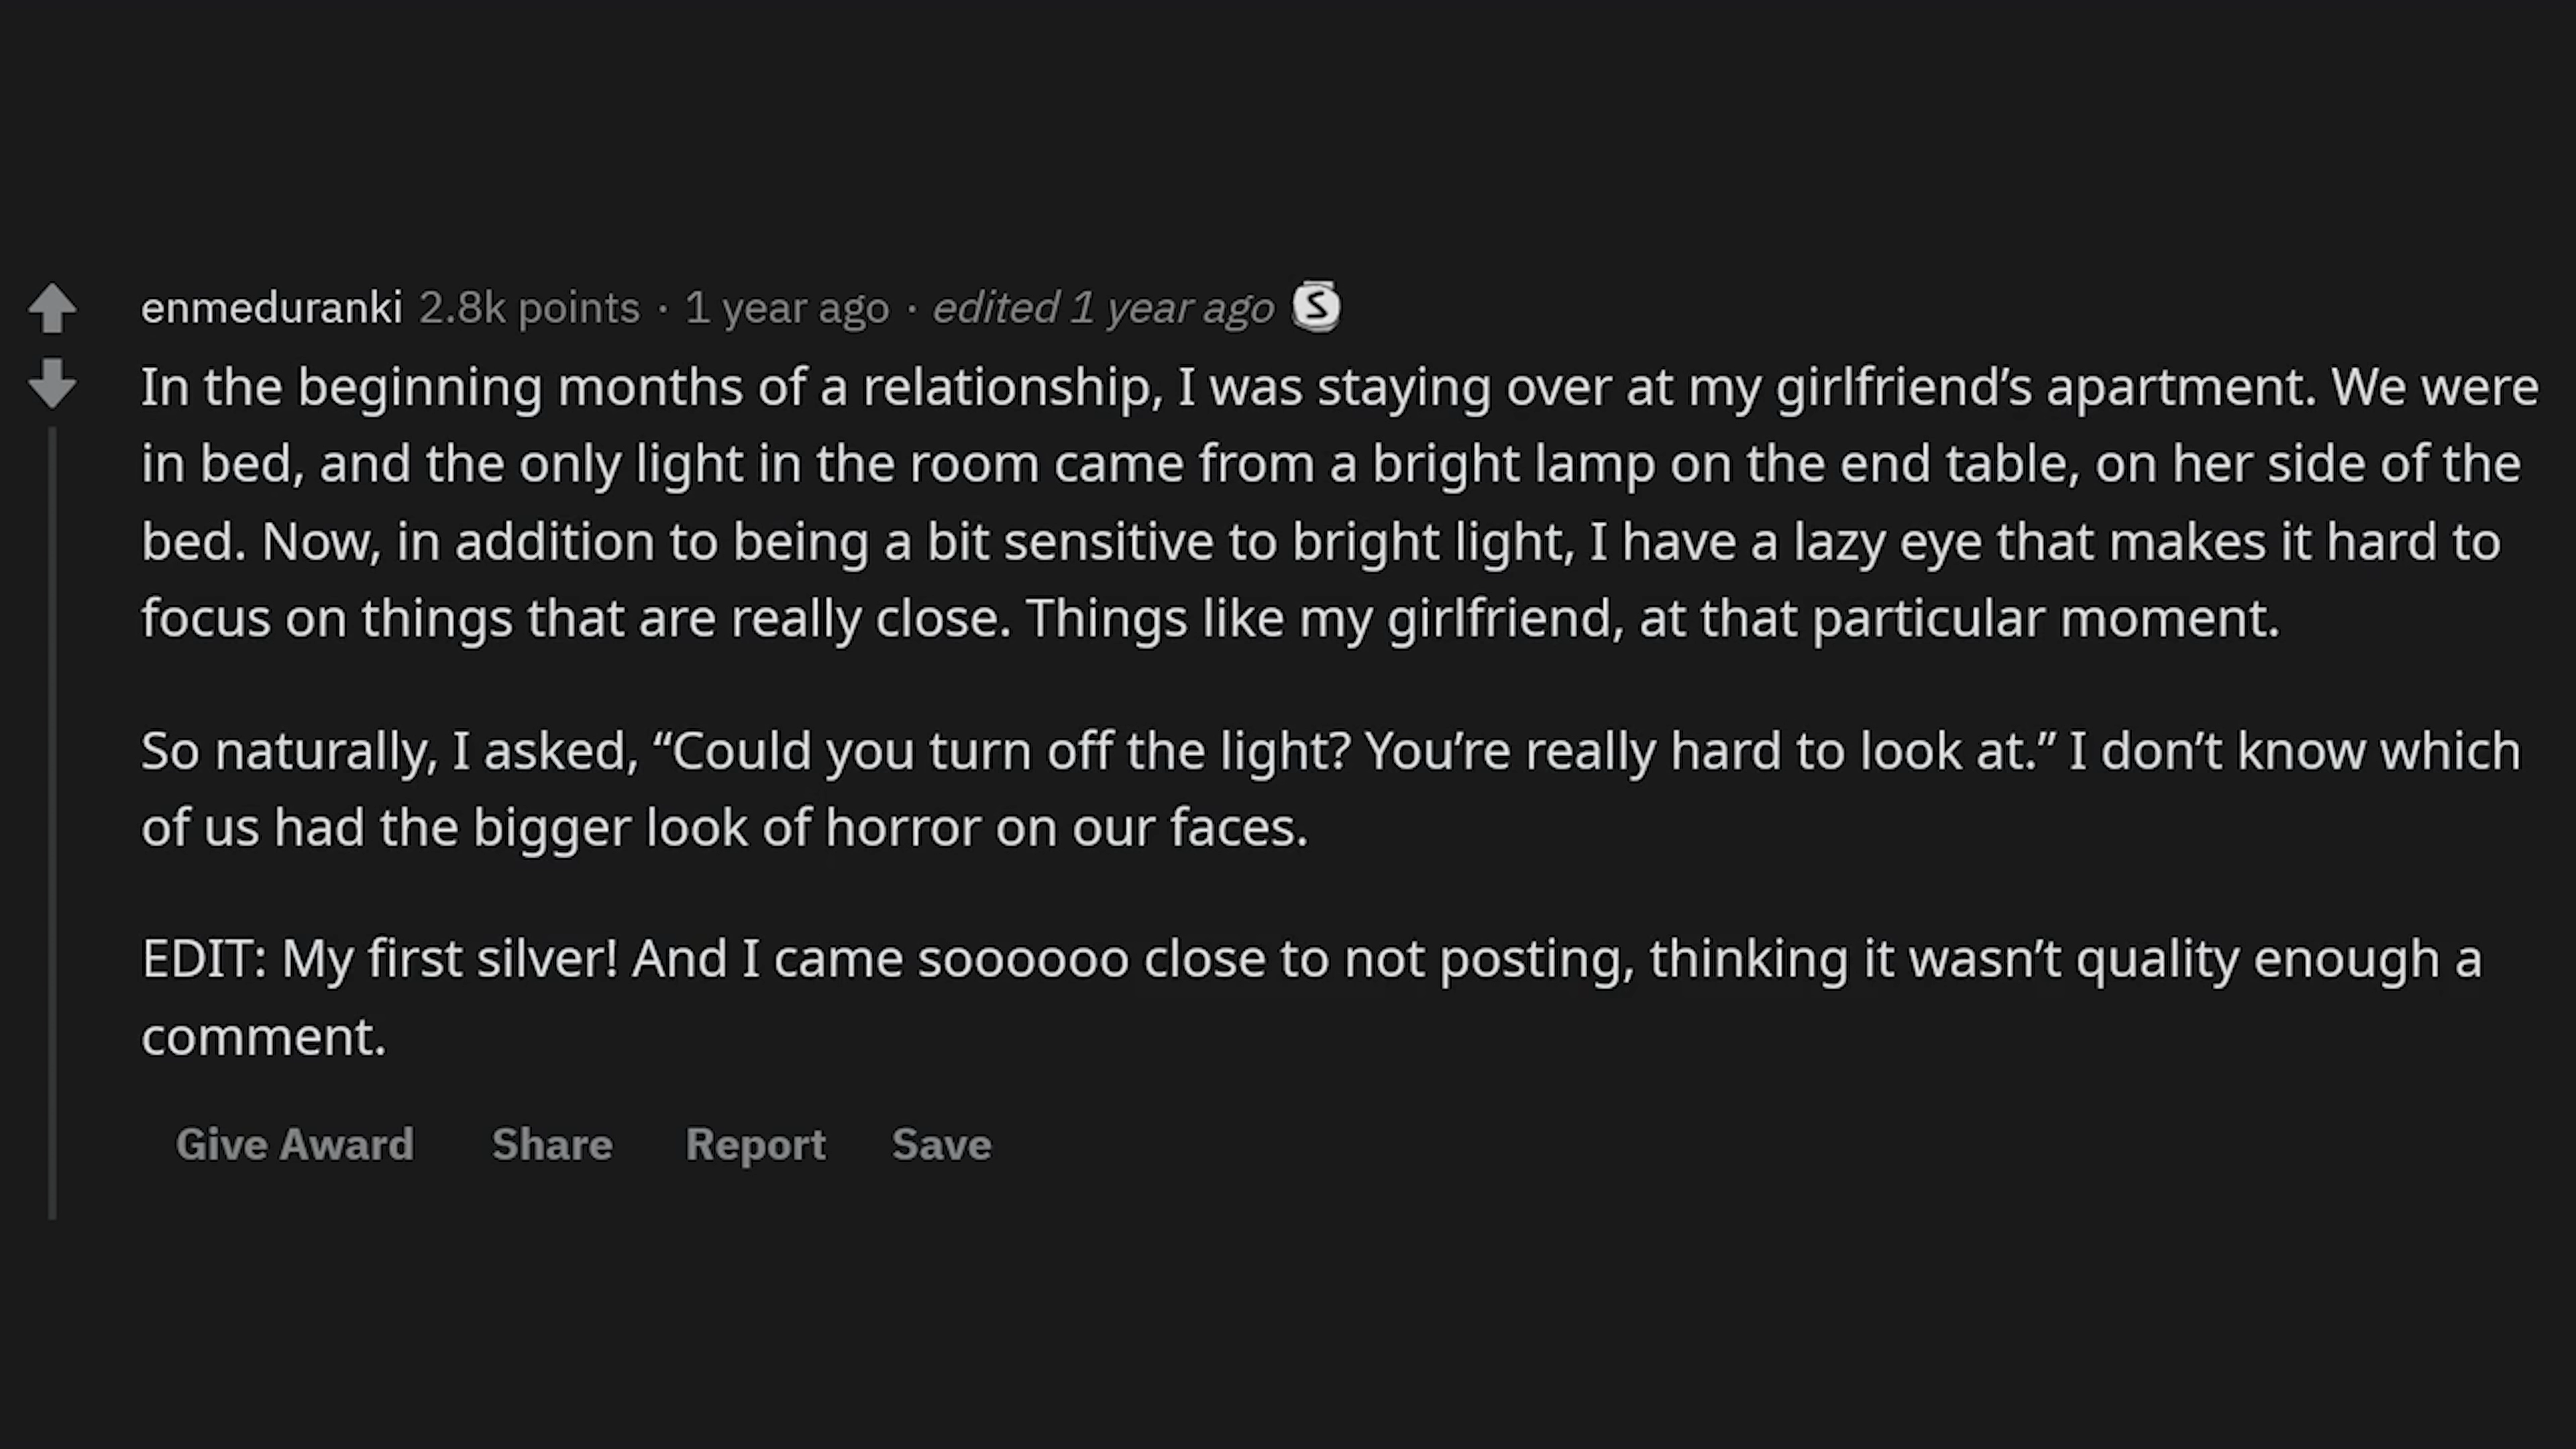 enmeduranki 2.8k points · 1 year ago · edited 1 year ago S
In the beginning months of a relationship, I was staying over at my girlfriend’s apartment. We were
in bed, and the only light in the room came from a bright lamp on the end table, on her side of the
bed. Now, in addition to being a bit sensitive to bright light, I have a lazy eye that makes it hard to
focus on things that are really close. Things like my girlfriend, at that particular moment.
So naturally, I asked, “Could you turn off the light? You’re really hard to look at.” I don’t know which
of us had the bigger look of horror on our faces.
EDIT: My first silver! And I came soooooo close to not posting, thinking it wasn’t quality enough a
comment.
Give Award Share Report Save